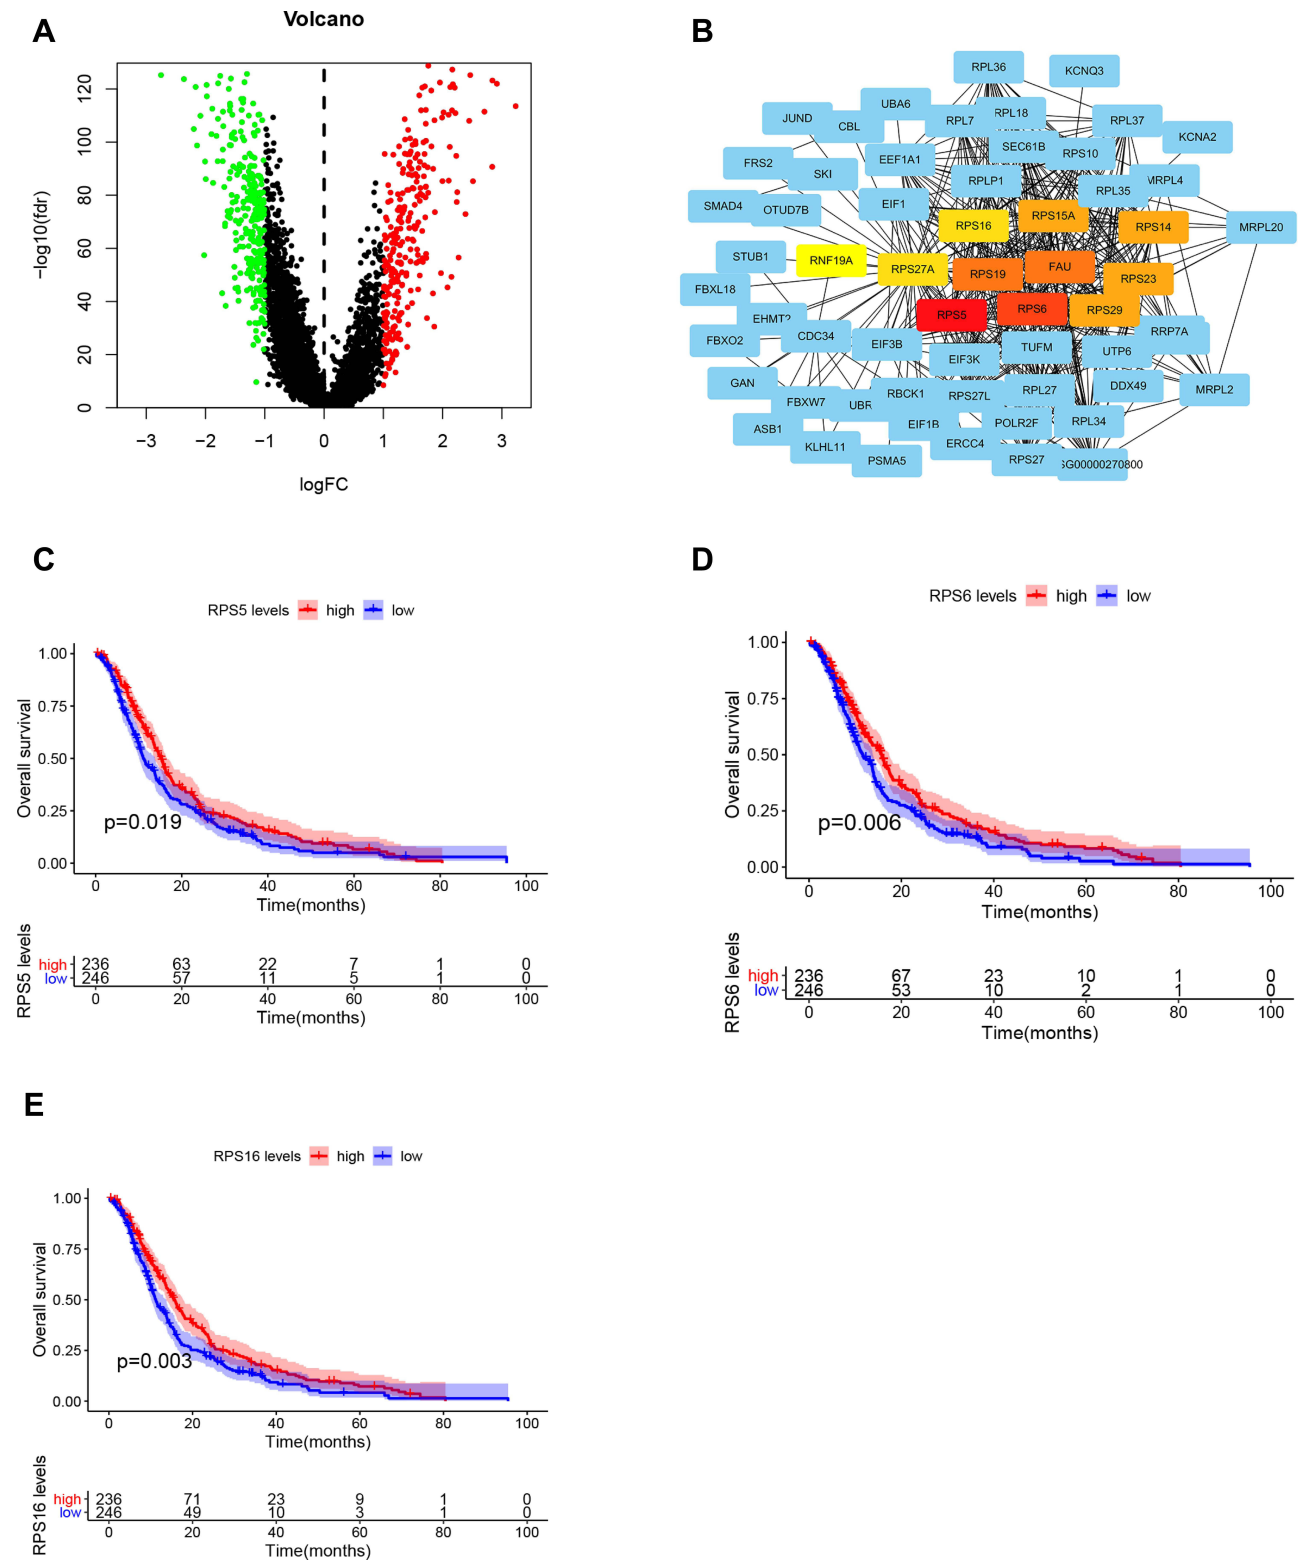 A
Volcano
120
100
80
60
40
20
0
−log10(fdr)
−3 −2 −1 0 1 2 3
logFC
B
RPL36
KCNQ3
UBA6
JUND
CBL
RPL7
RPL18
RPL37
KCNA2
SEC61B
RPS10
FRS2
SKI
EEF1A1
RPLP1
RPL35
MRPL4
SMAD4
OTUD7B
EIF1
RPS16
RPS15A
RPS14
MRPL20
STUB1
RNF19A
RPS27A
RPS19
FAU
RPS23
FBXL18
EHMT2
RPS5
RPS6
RPS29
FBXO2
CDC34
EIF3B
EIF3K
TUFM
UTP6
RRP7A
GAN
FBXW7
UBR
RBCK1
RPS27L
RPL27
DDX49
MRPL2
ASB1
KLHL11
EIF1B
ERCC4
POLR2F
RPL34
PSMA5
RPS27
SG00000270800
C
RPS5 levels high low
1.00
0.75
0.50
0.25
0.00
Overall survival
p=0.019
0 20 40 60 80 100
Time(months)
RPS5 levels
high 236 63 22 7 1 0
low 246 57 11 5 1 0
0 20 40 60 80 100
Time(months)
D
RPS6 levels high low
1.00
0.75
0.50
0.25
0.00
Overall survival
p=0.006
0 20 40 60 80 100
Time(months)
RPS6 levels
high 236 67 23 10 1 0
low 246 53 10 2 1 0
0 20 40 60 80 100
Time(months)
E
RPS16 levels high low
1.00
0.75
0.50
0.25
0.00
Overall survival
p=0.003
0 20 40 60 80 100
Time(months)
RPS16 levels
high 236 71 23 9 1 0
low 246 49 10 3 1 0
0 20 40 60 80 100
Time(months)